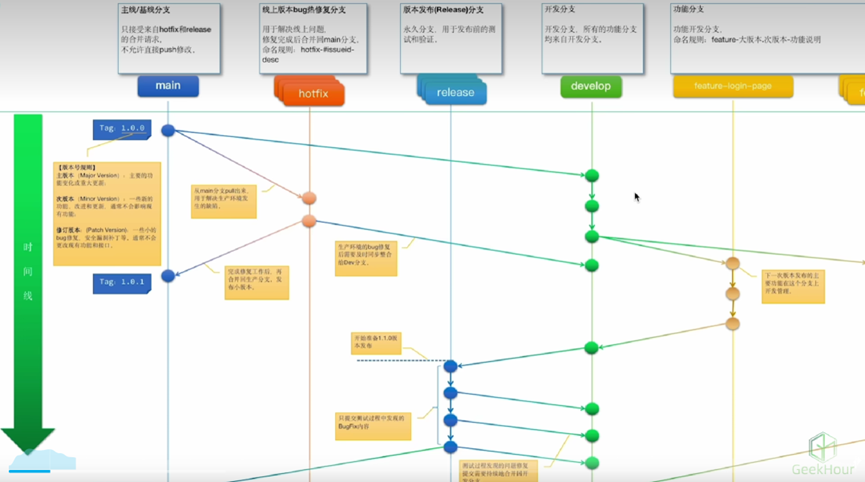 主线/基线分支
只接受来自hotfix和release
的合并请求,
不允许直接push修改。
线上版本bug热修复分支
用于解决线上问题,
修复完成后合并回main分支,
命名规则: hotfix-#issueid-
desc
版本发布(Release)分支
永久分支, 用于发布前的测
试和验证。
开发分支
开发分支, 所有的功能分支
均来自开发分支。
功能分支
功能开发分支,
命名规则: feature-大版本.次版本-功能说明
main
hotfix
release
develop
feature-login-page
fe
时间线
Tag: 1.0.0
【版本号规则】
主版本 (Major Version): 主要的功
能变化或重大更新;
次版本 (Minor Version): 一些新的
功能, 改进和更新, 通常不会影响现
有功能;
修订版本 (Patch Version): 一些小的
bug修复, 安全漏洞补丁等, 通常不会
更改现有功能和接口。
从main分支pull出来,
用于解决生产环境发
生的缺陷。
生产环境的bug修复
后需要及时同步整合
给Dev分支。
完成修复工作后, 再
合并回生产分支, 发
布小版本。
Tag: 1.0.1
下一次版本发布的主
要功能在这个分支上
开发管理。
开始准备1.1.0版
本发布
只提交测试过程中发现的
BugFix内容
测试过程发现的内容修复
提交需要持续地合并回开
发分支
GeekHour